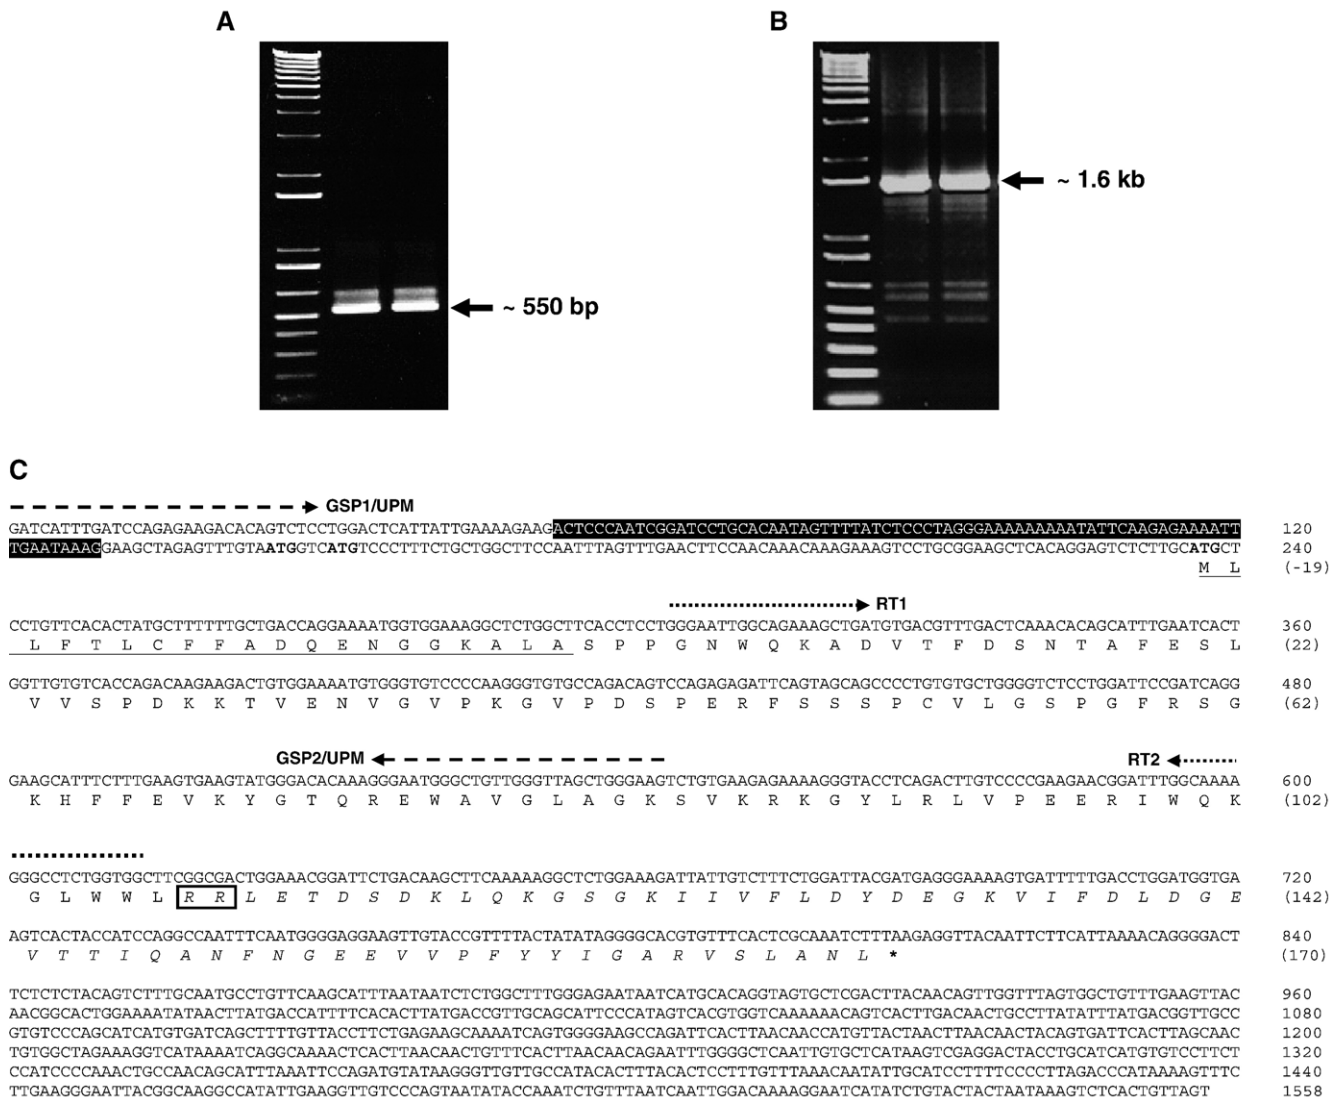 A
B
~ 550 bp
~ 1.6 kb
C
GSP1/UPM
GATCATTTGATCCAGAGAAGACACAGTCTCCTGGACTCATTATTGAAAAGAAGACTCCCAATCGGATCCTGCACAATAGTTTTATCTCCCTAGGGAAAAAAAAAATATTCAAGAGAAAATT 120
TGAATAAAGGAAGCTAGAGTTTGTAATGGTCATGTCCCTTTCTGCTGGCTTCCAATTTAGTTTGAACTTCCAACAAACAAAGAAAGTCCTGCGGAAGCTCACAGGAGTCTCTTGCATGCT 240
M L (-19)
RT1
CCTGTTCACACTATGCTTTTTTGCTGACCAGGAAAATGGTGGAAAGGCTCTGGCTTCACCTCCTGGGAATTGGCAGAAAGCTGATGTGACGTTTGACTCAAACACAGCATTTGAATCACT 360
L F T L C F F A D Q E N G G K A L A S P P G N W Q K A D V T F D S N T A F E S L (22)
GGTTGTGTCACCAGACAAGAAGACTGTGGAAAATGTGGGTGTCCCCAAGGGTGTGCCAGACAGTCCAGAGAGATTCAGTAGCAGCCCCTGTGTGCTGGGGTCTCCTGGATTCCGATCAGG 480
V V S P D K K T V E N V G V P K G V P D S P E R F S S S P C V L G S P G F R S G (62)
GSP2/UPM
RT2
GAAGCATTTCTTTGAAGTGAAGTATGGGACACAAAGGGAATGGGCTGTTGGGTTAGCTGGGAAGTCTGTGAAGAGAAAAGGGTACCTCAGACTTGTCCCCGAAGAACGGATTTGGCAAAA 600
K H F F E V K Y G T Q R E W A V G L A G K S V K R K G Y L R L V P E E R I W Q K (102)
GGGCCTCTGGTGGCTTCGGCGACTGGAAACGGATTCTGACAAGCTTCAAAAAGGCTCTGGAAAGATTATTGTCTTTCTGGATTACGATGAGGGAAAAGTGATTTTTGACCTGGATGGTGA 720
G L W W L R R L E T D S D K L Q K G S G K I I V F L D Y D E G K V I F D L D G E (142)
AGTCACTACCATCCAGGCCAATTTCAATGGGGAGGAAGTTGTACCGTTTTACTATATAGGGGCACGTGTTTCACTCGCAAATCTTTAAGAGGTTACAATTCTTCATTAAAACAGGGGACT 840
V T T I Q A N F N G E E V V P F Y Y I G A R V S L A N L * (170)
TCTCTCTACAGTCTTTGCAATGCCTGTTCAAGCATTTAATAATCTCTGGCTTTGGGAGAATAATCATGCACAGGTAGTGCTCGACTTACAACAGTTGGTTTAGTGGCTGTTTGAAGTTAC 960
AACGGCACTGGAAAATATAACTTATGACCATTTTCACACTTATGACCGTTGCAGCATTCCCATAGTCACGTGGTCAAAAAACAGTCACTTGACAACTGCCTTATATTTATGACGGTTGCC 1080
GTGTCCCAGCATCATGTGATCAGCTTTTGTTACCTTCTGAGAAGCAAAATCAGTGGGGAAGCCAGATTCACTTAACAACCATGTTACTAACTTAACAACTACAGTGATTCACTTAGCAAC 1200
TGTGGCTAGAAAGGTCATAAAATCAGGCAAAACTCACTTAACAACTGTTTCACTTAACAACAGAATTTGGGGCTCAATTGTGCTCATAAGTCGAGGACTACCTGCATCATGTGTCCTTCT 1320
CCATCCCCAAACTGCCAACAGCATTTAAATTCCAGATGTATAAGGGTTGTTGCCATACACTTTACACTCCTTTGTTTAAACAATATTGCATCCTTTTCCCCTTAGACCCATAAAAGTTTC 1440
TTGAAGGGAATTACGGCAAGGCCATATTGAAGGTTGTCCCAGTAATATACCAAATCTGTTTAATCAATTGGACAAAAGGAATCATATCTGTACTACTAATAAAGTCTCACTGTTAGT 1558